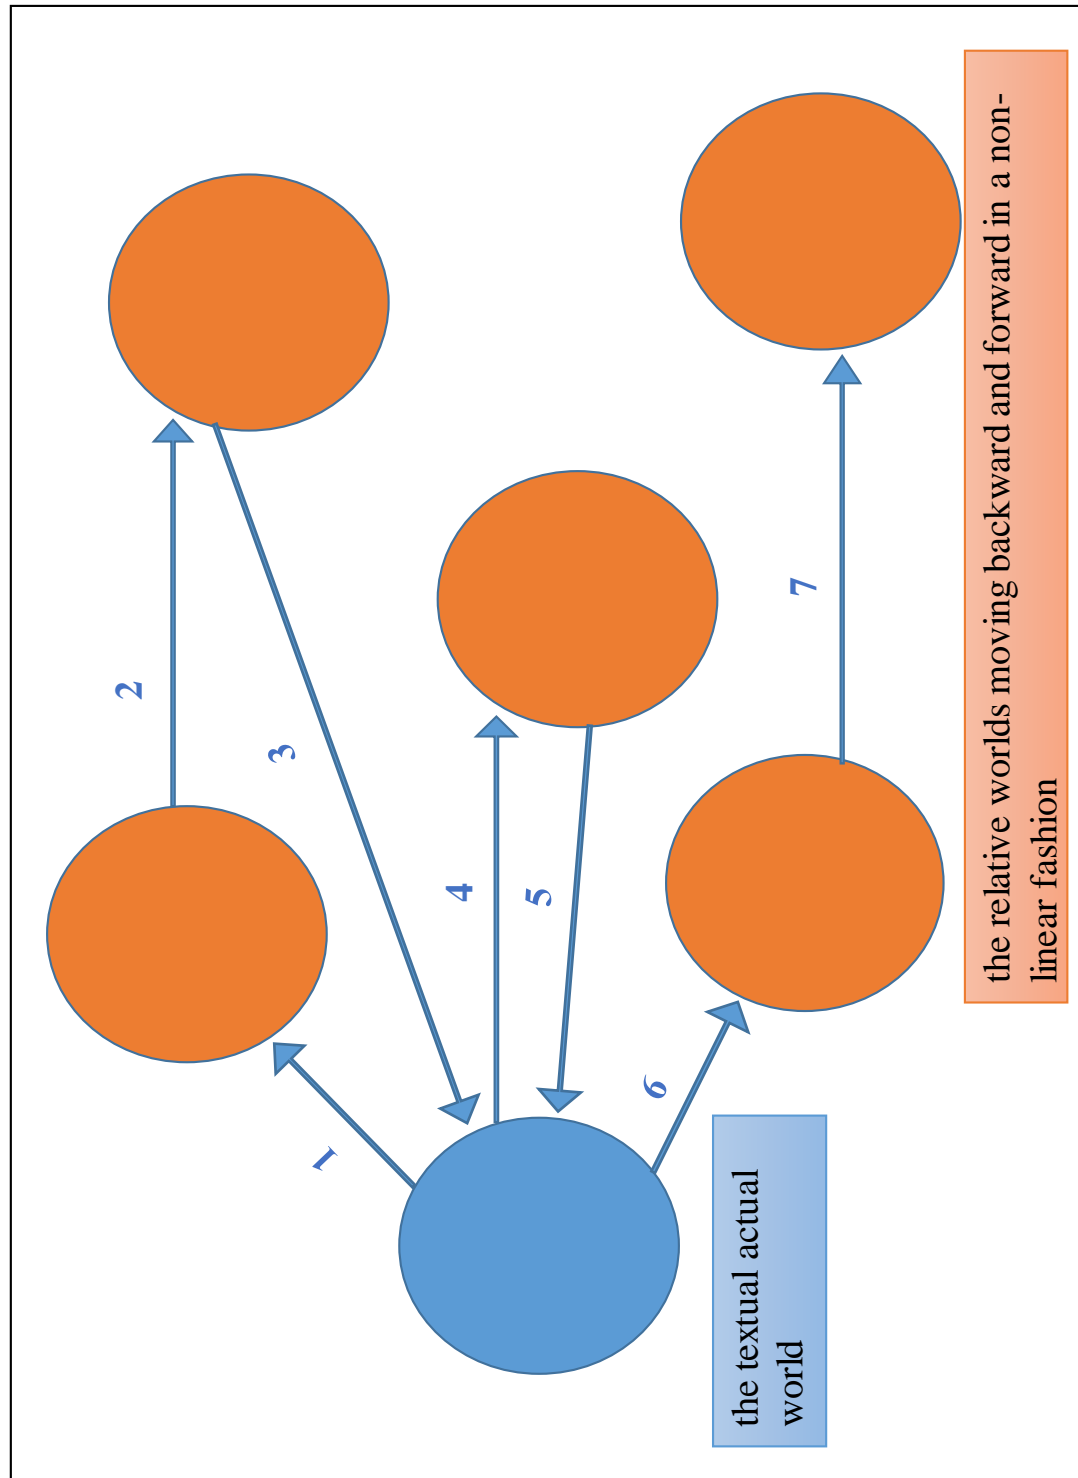 1
2
3
4
5
6
7
the textual actual
world
the relative worlds moving backward and forward in a non-
linear fashion